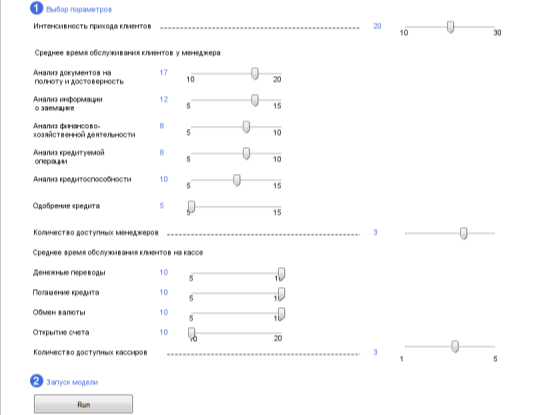 1 Выбор параметров
Интенсивность прихода клиентов 20 10 30
Среднее время обслуживания клиентов у менеджера
Анализ документов на
полноту и достоверность 17 10 20
Анализ информации
о заемщике 12 5 15
Анализ финансово-
хозяйственной деятельности 8 5 10
Анализ кредитуемой
операции 8 5 10
Анализ кредитоспособности 10 5 15
Одобрение кредита 5 5 15
Количество доступных менеджеров 3
Среднее время обслуживания клиентов на кассе
Денежные переводы 10 5 10
Погашение кредита 10 5 10
Обмен валюты 10 5 10
Открытие счета 10 10 20
Количество доступных кассиров 3 1 5
2 Запуск модели
Run